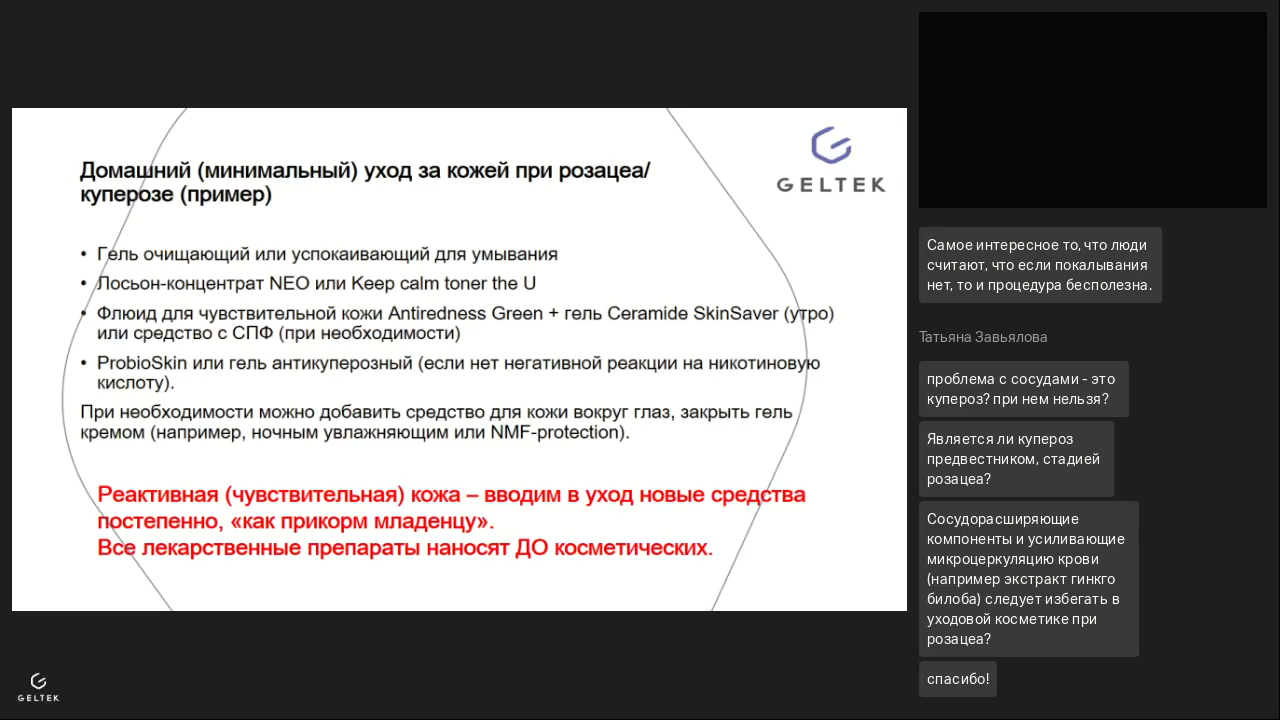 GELTEK
Домашний (минимальный) уход за кожей при розацеа/
куперозе (пример)
• Гель очищающий или успокаивающий для умывания
• Лосьон-концентрат NEO или Keep calm toner the U
• Флюид для чувствительной кожи Antiredness Green + гель Ceramide SkinSaver (утро)
или средство с СПФ (при необходимости)
• ProbioSkin или гель антикуперозный (если нет негативной реакции на никотиновую
кислоту).
При необходимости можно добавить средство для кожи вокруг глаз, закрыть гель
кремом (например, ночным увлажняющим или NMF-protection).
Реактивная (чувствительная) кожа – вводим в уход новые средства
постепенно, «как прикорм младенцу».
Все лекарственные препараты наносят ДО косметических.
GELTEK
Самое интересное то, что люди
считают, что если покалывания
нет, то и процедура бесполезна.
Татьяна Завьялова
проблема с сосудами - это
купероз? при нем нельзя?
Является ли купероз
предвестником, стадией
розацеа?
Сосудорасширяющие
компоненты и усиливающие
микроцеркуляцию крови
(например экстракт гинкго
билоба) следует избегать в
уходовой косметике при
розацеа?
спасибо!